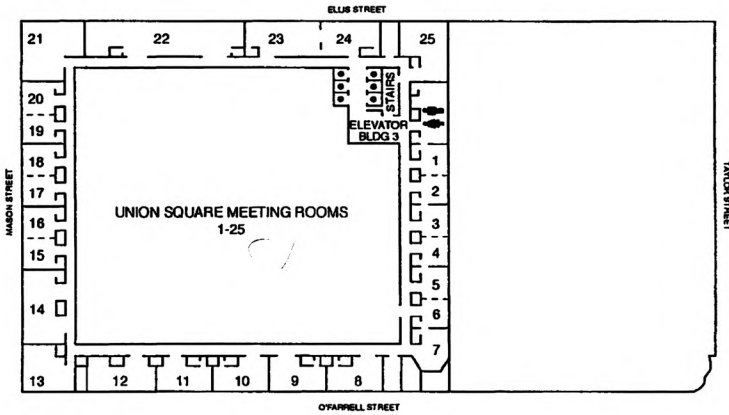 ELLIS STREET
21 22 23 24 25
STAIRS
20
ELEVATOR
BLDG 3
19
18 1
17 2
MASON STREET
TAYLOR STREET
UNION SQUARE MEETING ROOMS
1-25
16 3
15 4
5
14 6
7
13 12 11 10 9 8
O'FARRELL STREET